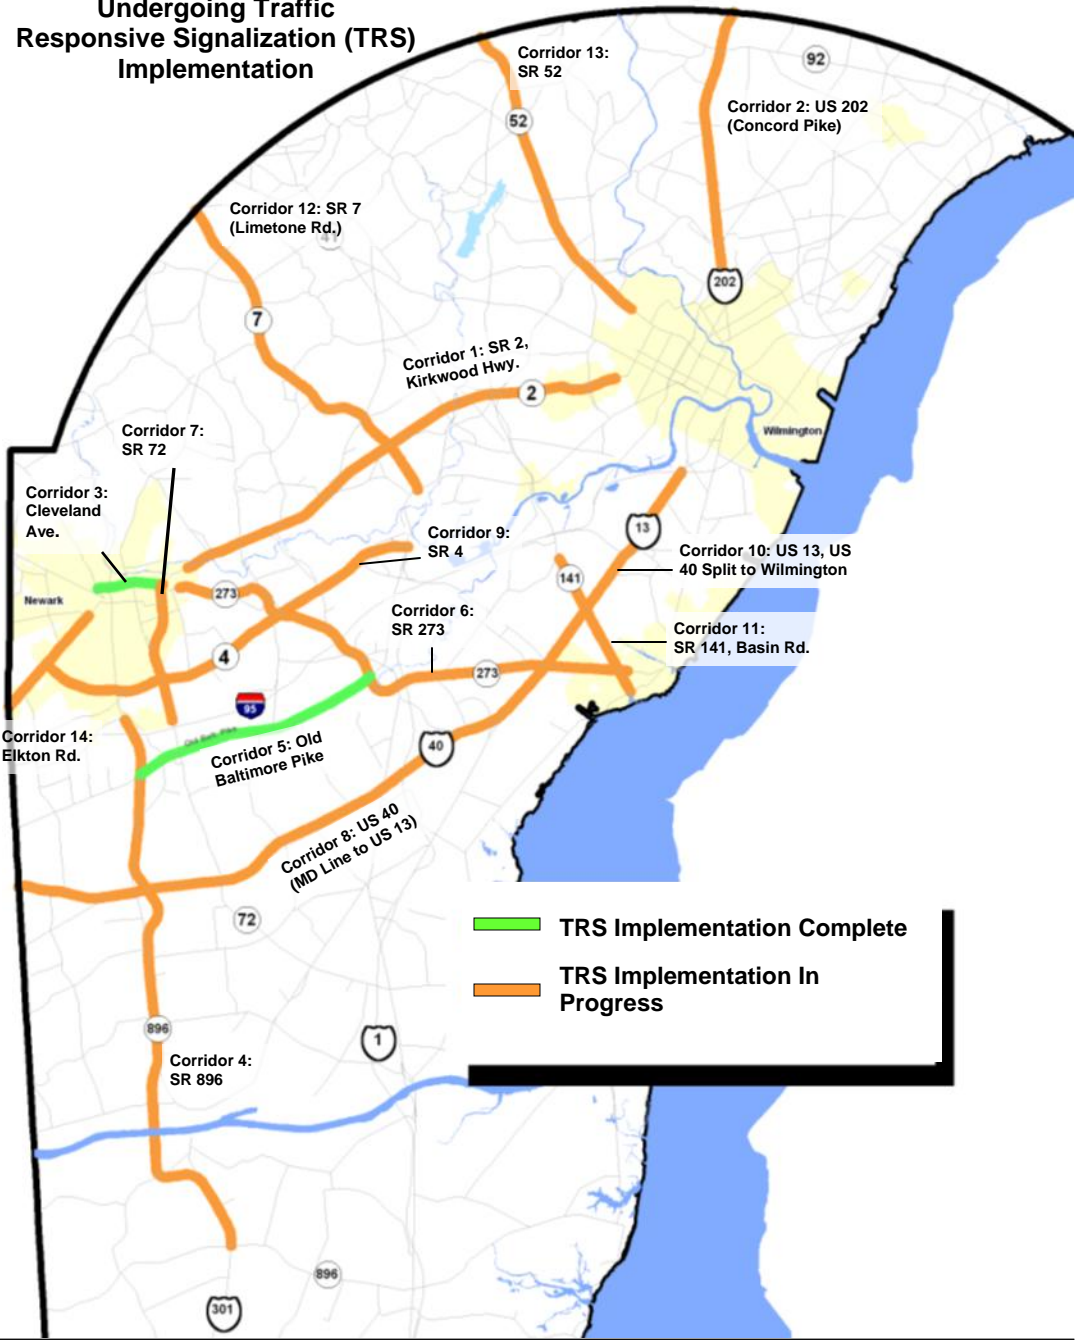 Undergoing Traffic
Responsive Signalization (TRS)
Implementation
Corridor 13:
SR 52
92
Corridor 2: US 202
(Concord Pike)
52
Corridor 12: SR 7
(Limetone Rd.)
41
202
7
Corridor 1: SR 2,
Kirkwood Hwy.
2
Corridor 7:
SR 72
Wilmington
Corridor 3:
Cleveland
Ave.
13
Corridor 9:
SR 4
Corridor 10: US 13, US
40 Split to Wilmington
141
273
Newark
Corridor 6:
SR 273
Corridor 11:
SR 141, Basin Rd.
4
273
95
Corridor 14:
Elkton Rd.
Old Balt. Pike
Corridor 5: Old
Baltimore Pike
40
Corridor 8: US 40
(MD Line to US 13)
72
TRS Implementation Complete
TRS Implementation In
Progress
896
1
Corridor 4:
SR 896
896
301